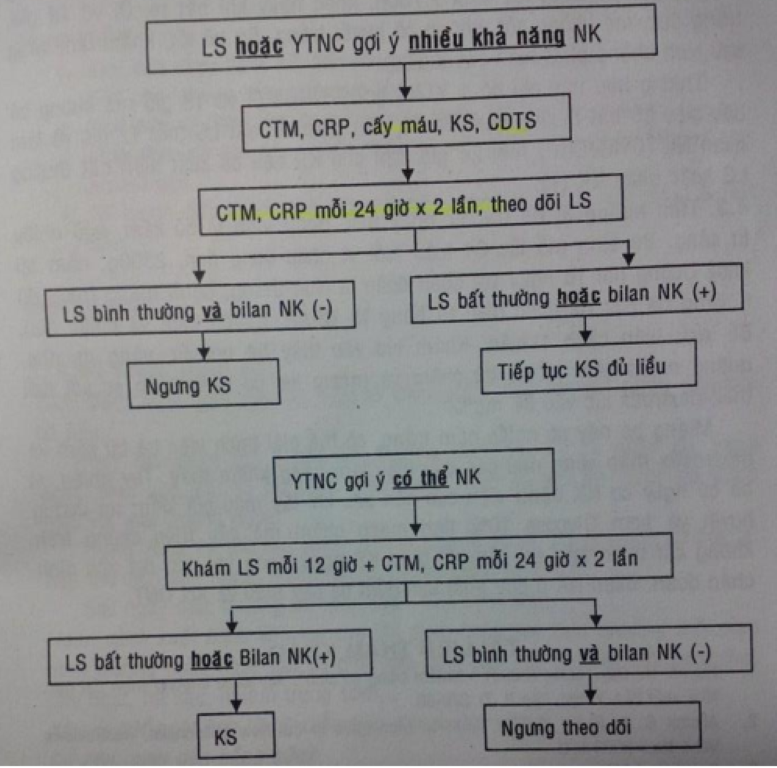 LS hoặc YTNC gợi ý nhiều khả năng NK
CTM, CRP, cấy máu, KS, CDTS
CTM, CRP mỗi 24 giờ x 2 lần, theo dõi LS
LS bình thường và bilan NK (-)
LS bất thường hoặc bilan NK (+)
Ngưng KS
Tiếp tục KS đủ liều
YTNC gợi ý có thể NK
Khám LS mỗi 12 giờ + CTM, CRP mỗi 24 giờ x 2 lần
LS bất thường hoặc Bilan NK(+)
LS bình thường và bilan NK (-)
KS
Ngưng theo dõi